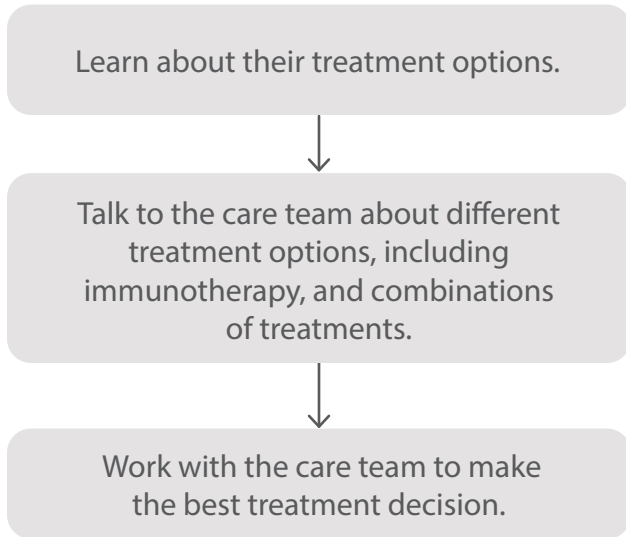 Learn about their treatment options.
Talk to the care team about different
treatment options, including
immunotherapy, and combinations
of treatments.
Work with the care team to make
the best treatment decision.